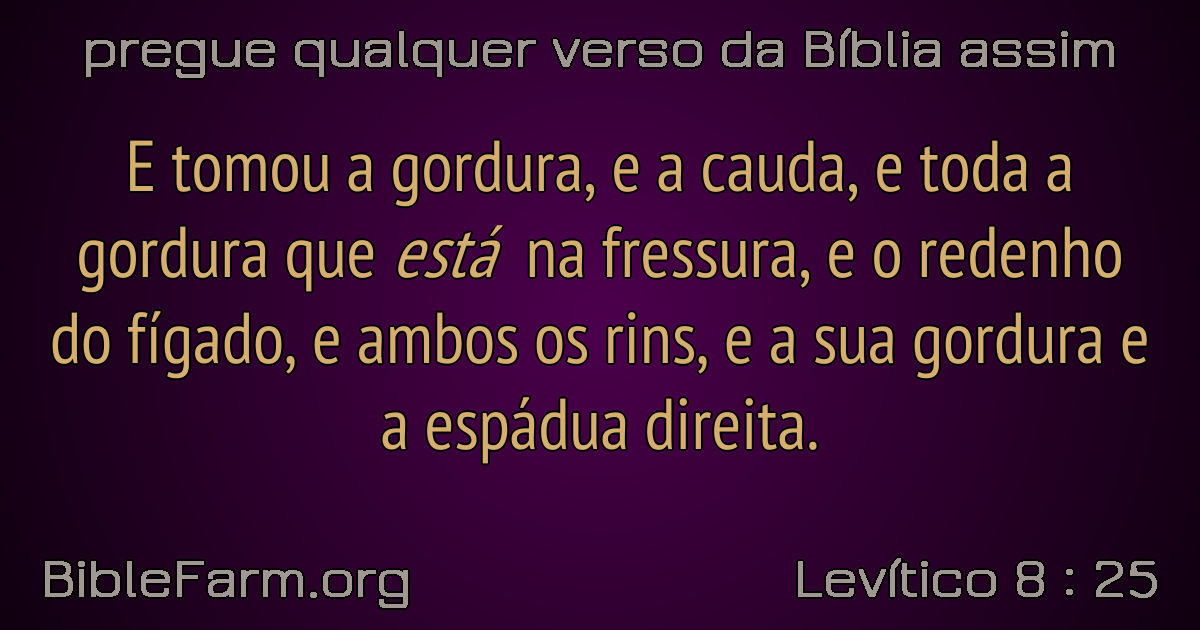 pregue qualquer verso da Bíblia assim
E tomou a gordura, e a cauda, e toda a
gordura que está na fressura, e o redenho
do fígado, e ambos os rins, e a sua gordura e
a espádua direita.
BibleFarm.org
Levítico 8 : 25